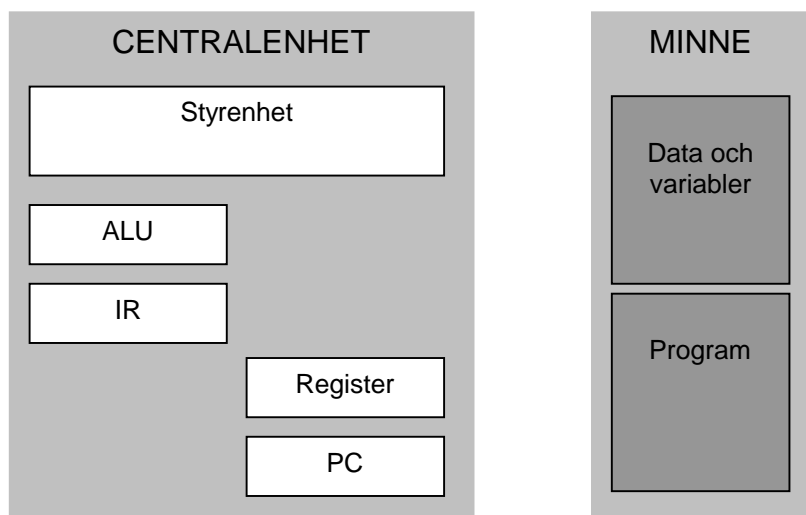 CENTRALENHET
Styrenhet
ALU
IR
Register
PC
MINNE
Data och
variabler
Program